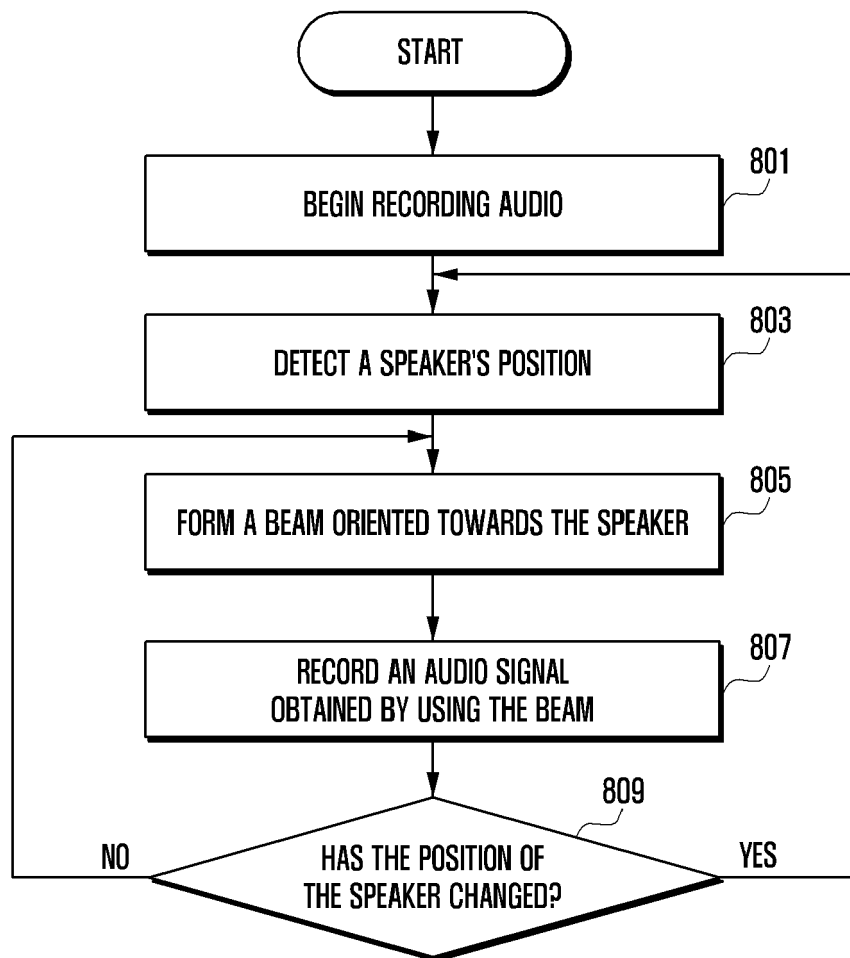 START
801
BEGIN RECORDING AUDIO
803
DETECT A SPEAKER'S POSITION
805
FORM A BEAM ORIENTED TOWARDS THE SPEAKER
807
RECORD AN AUDIO SIGNAL
OBTAINED BY USING THE BEAM
809
NO
HAS THE POSITION OF
THE SPEAKER CHANGED?
YES